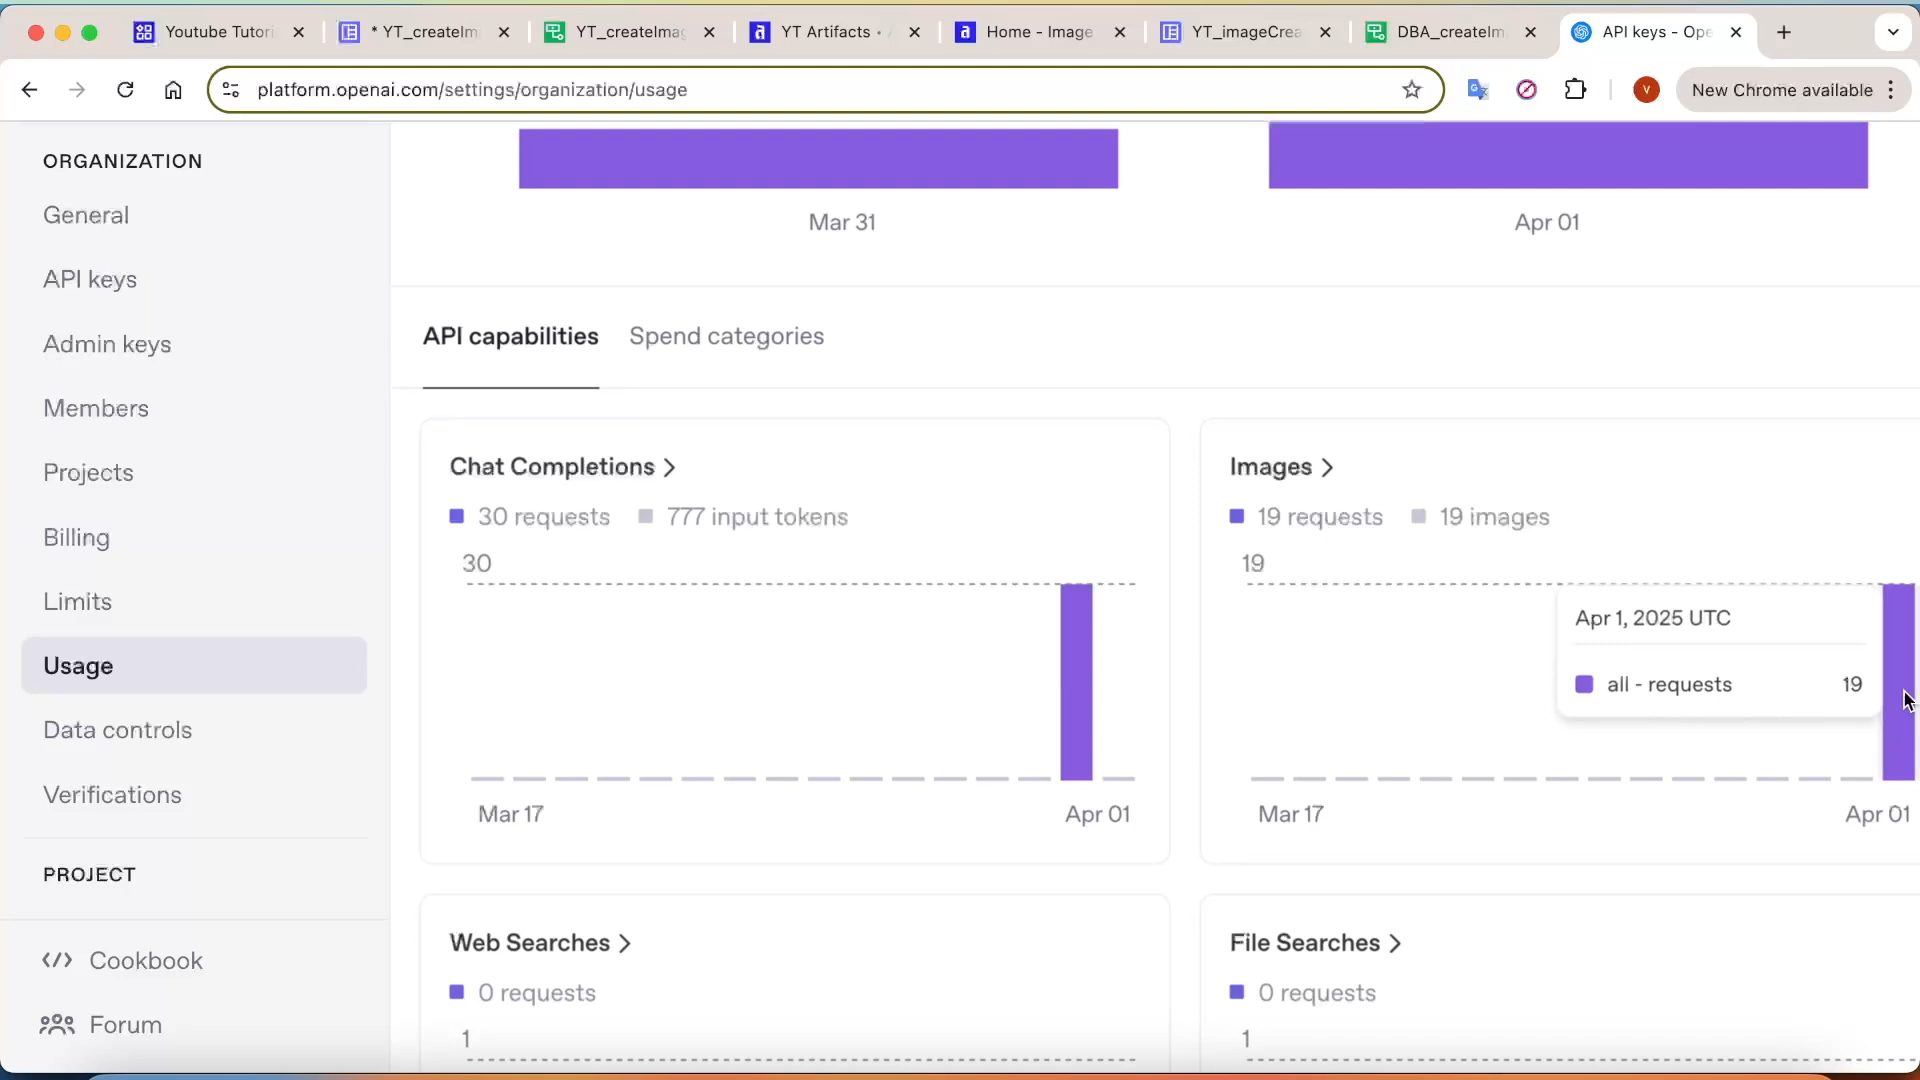 Youtube Tutori
* YT_createIm
YT_createImag
YT Artifacts •
Home - Image
YT_imageCrea
DBA_createIm
API keys - Ope
platform.openai.com/settings/organization/usage
V
New Chrome available
ORGANIZATION
General
API keys
Admin keys
Members
Projects
Billing
Limits
Usage
Data controls
Verifications
PROJECT
Cookbook
Forum
Mar 31
Apr 01
API capabilities
Spend categories
Chat Completions
30 requests
777 input tokens
30
Mar 17
Apr 01
Images
19 requests
19 images
19
Apr 1, 2025 UTC
all - requests 19
Mar 17
Apr 01
Web Searches
0 requests
1
File Searches
0 requests
1